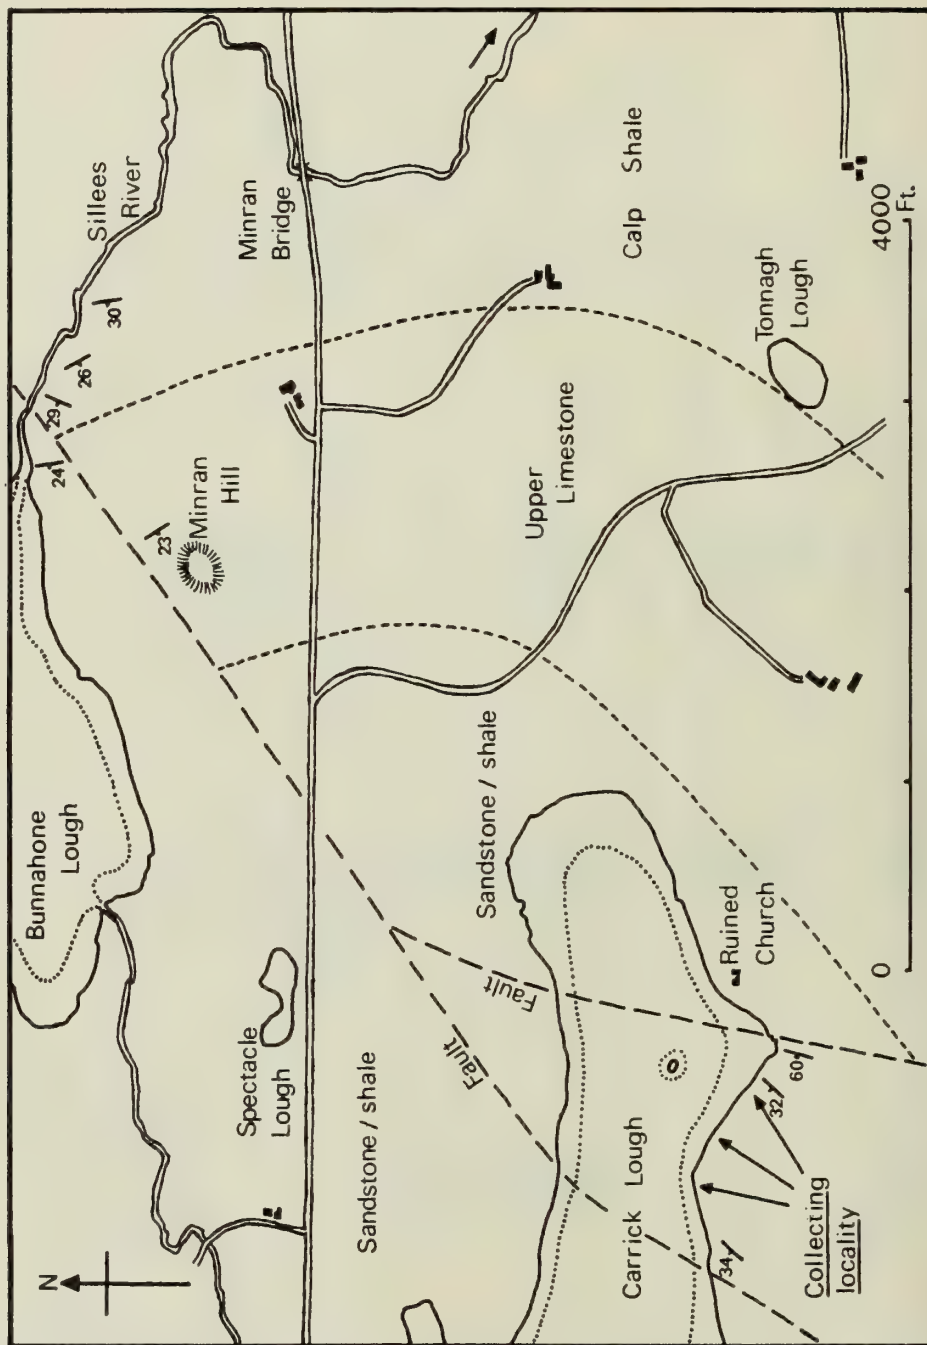 N
Bunnahone
Lough
Sillees
River
30
26
29
24
23
Minran
Hill
Minran
Bridge
Spectacle
Lough
Sandstone / shale
Sandstone / shale
Fault
Fault
Upper
Limestone
Calp Shale
Carrick Lough
Ruined
Church
Tonnagh
Lough
34
32
60
Collecting
locality
0
4000
Ft.